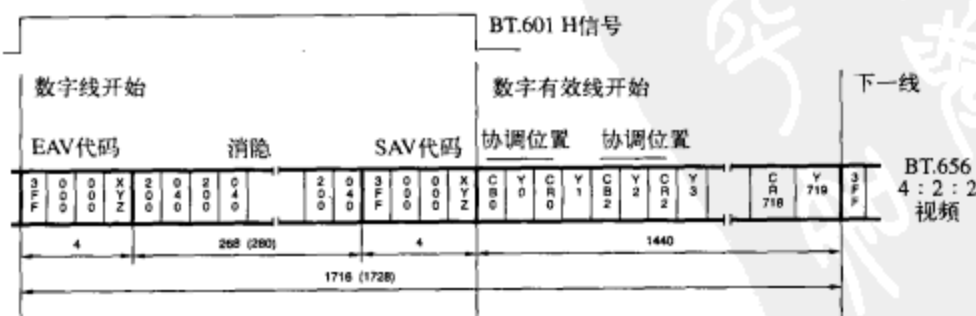 BT.601 H信号
数字线开始
数字有效线开始
下一线
EAV代码
消隐
SAV代码
协调位置
协调位置
3FF 000 000 XYZ 200 040 200 040 200 040 3FF 000 000 XYZ CB0 Y0 CR0 Y1 CB2 Y2 CR2 Y3 CR718 Y719 3FF
BT.656
4:2:2
视频
4
268 (280)
4
1440
1716 (1728)